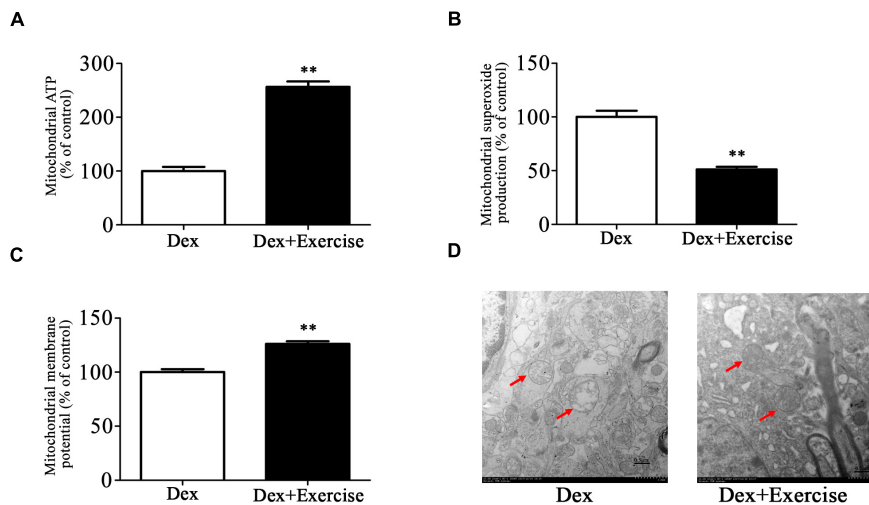 A
Mitochondrial ATP
(% of control)
300
200
100
0
**
Dex
Dex+Exercise
B
Mitochondrial superoxide
production (% of control)
150
100
50
0
**
Dex
Dex+Exercise
C
Mitochondrial membrane
potential (% of control)
150
100
50
0
**
Dex
Dex+Exercise
D
Dex
Dex+Exercise